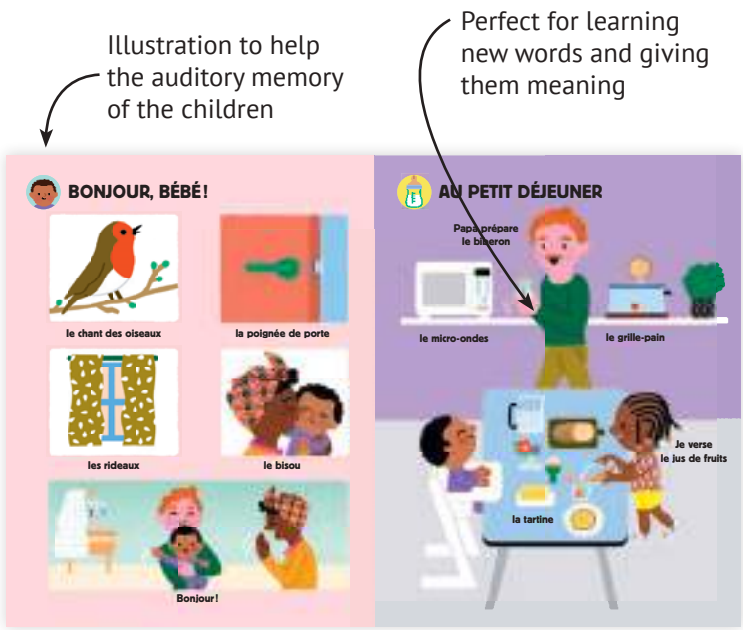 Illustration to help
the auditory memory
of the children
Perfect for learning
new words and giving
them meaning
BONJOUR, BÉBÉ!
le chant des oiseaux
la poignée de porte
les rideaux
le bisou
Bonjour!
AU PETIT DÉJEUNER
Papa prépare
le biberon
le micro-ondes
le grille-pain
Je verse
le jus de fruits
la tartine